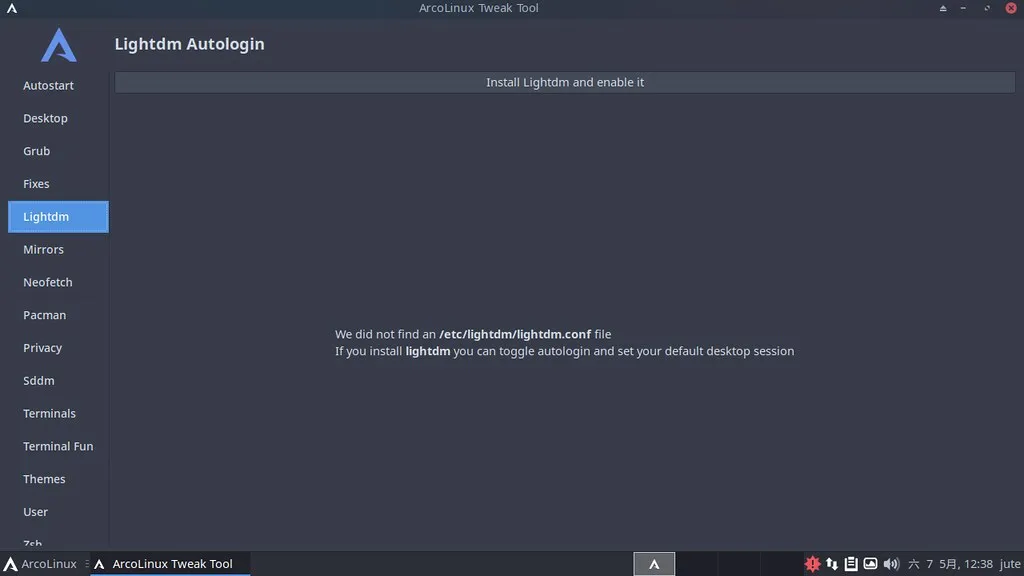 ArcoLinux Tweak Tool
Lightdm Autologin
Install Lightdm and enable it
Autostart
Desktop
Grub
Fixes
Lightdm
Mirrors
Neofetch
Pacman
Privacy
Sddm
Terminals
Terminal Fun
Themes
User
Zsh
We did not find an /etc/lightdm/lightdm.conf file
If you install lightdm you can toggle autologin and set your default desktop session
ArcoLinux
ArcoLinux Tweak Tool
六 7 5月, 12:38 jute